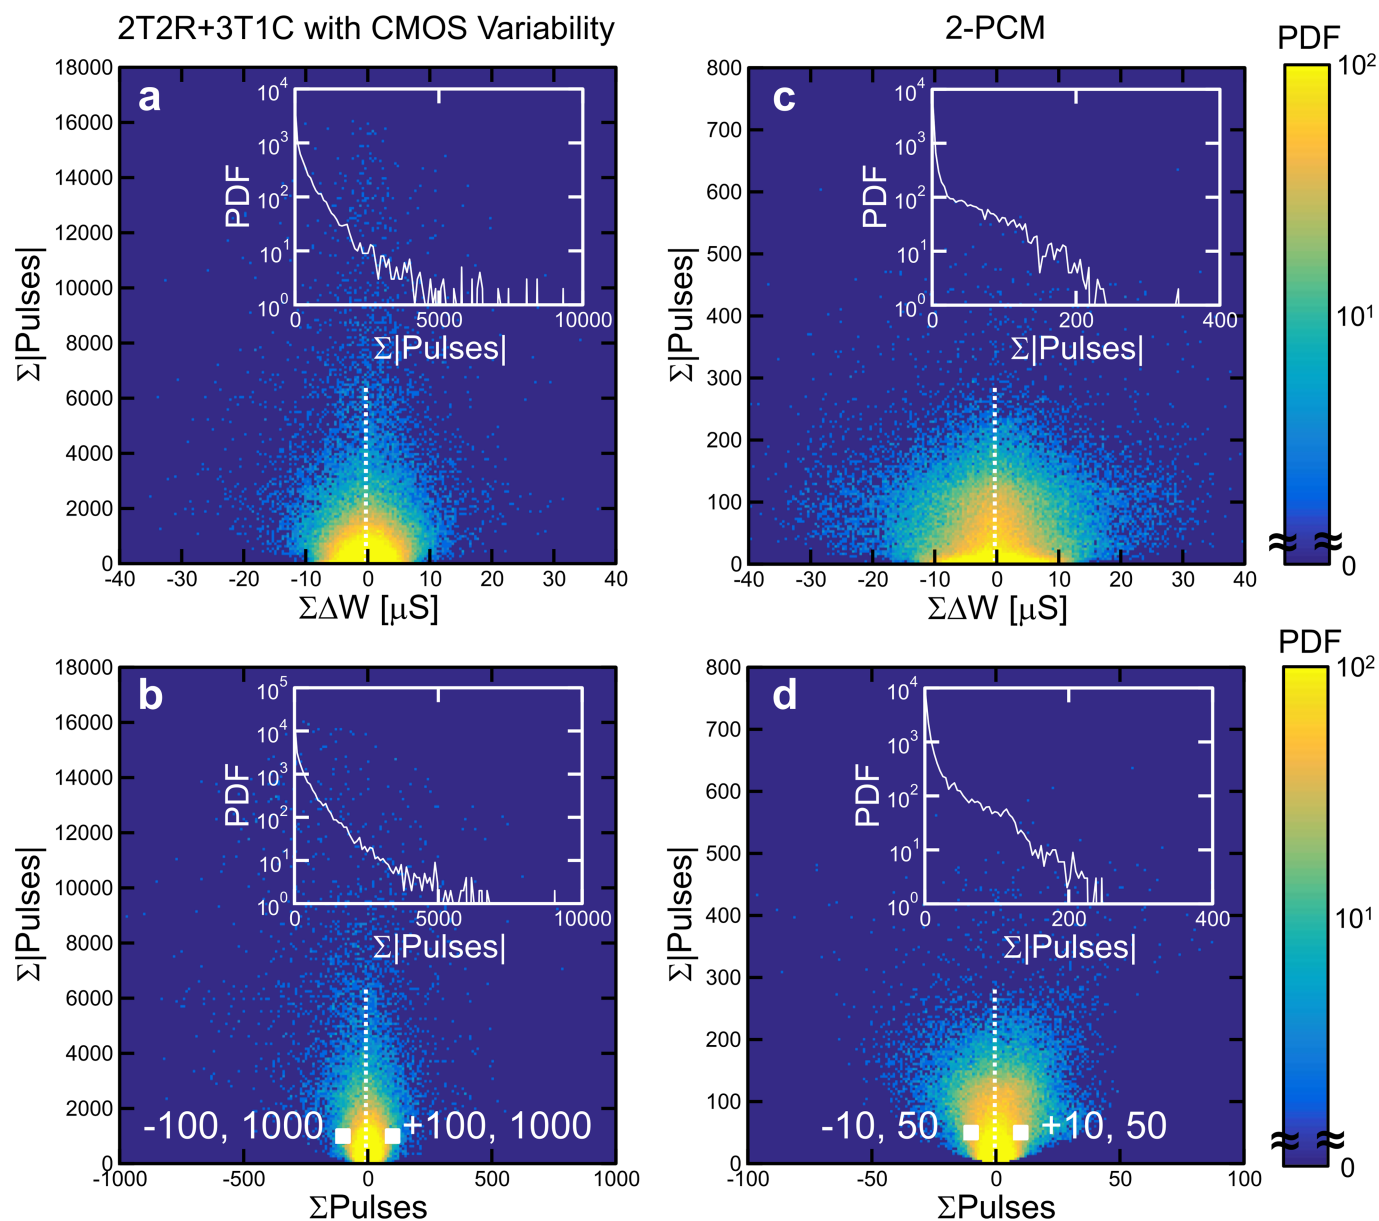 2T2R+3T1C with CMOS Variability
2-PCM
PDF
a
18000
16000
14000
12000
10000
8000
6000
4000
2000
0
Σ|Pulses|
-40 -30 -20 -10 0 10 20 30 40
ΣΔW [μS]
PDF
10⁴
10³
10²
10¹
10⁰
0 5000 10000
Σ|Pulses|
c
800
700
600
500
400
300
200
100
0
Σ|Pulses|
-40 -30 -20 -10 0 10 20 30 40
ΣΔW [μS]
PDF
10⁴
10³
10²
10¹
10⁰
0 200 400
Σ|Pulses|
10²
10¹
0
b
18000
16000
14000
12000
10000
8000
6000
4000
2000
0
Σ|Pulses|
-1000 -500 0 500 1000
ΣPulses
PDF
10⁵
10⁴
10³
10²
10¹
10⁰
0 5000 10000
Σ|Pulses|
-100, 1000
+100, 1000
d
800
700
600
500
400
300
200
100
0
Σ|Pulses|
-100 -50 0 50 100
ΣPulses
PDF
10⁴
10³
10²
10¹
10⁰
0 200 400
Σ|Pulses|
-10, 50
+10, 50
PDF
10²
10¹
0